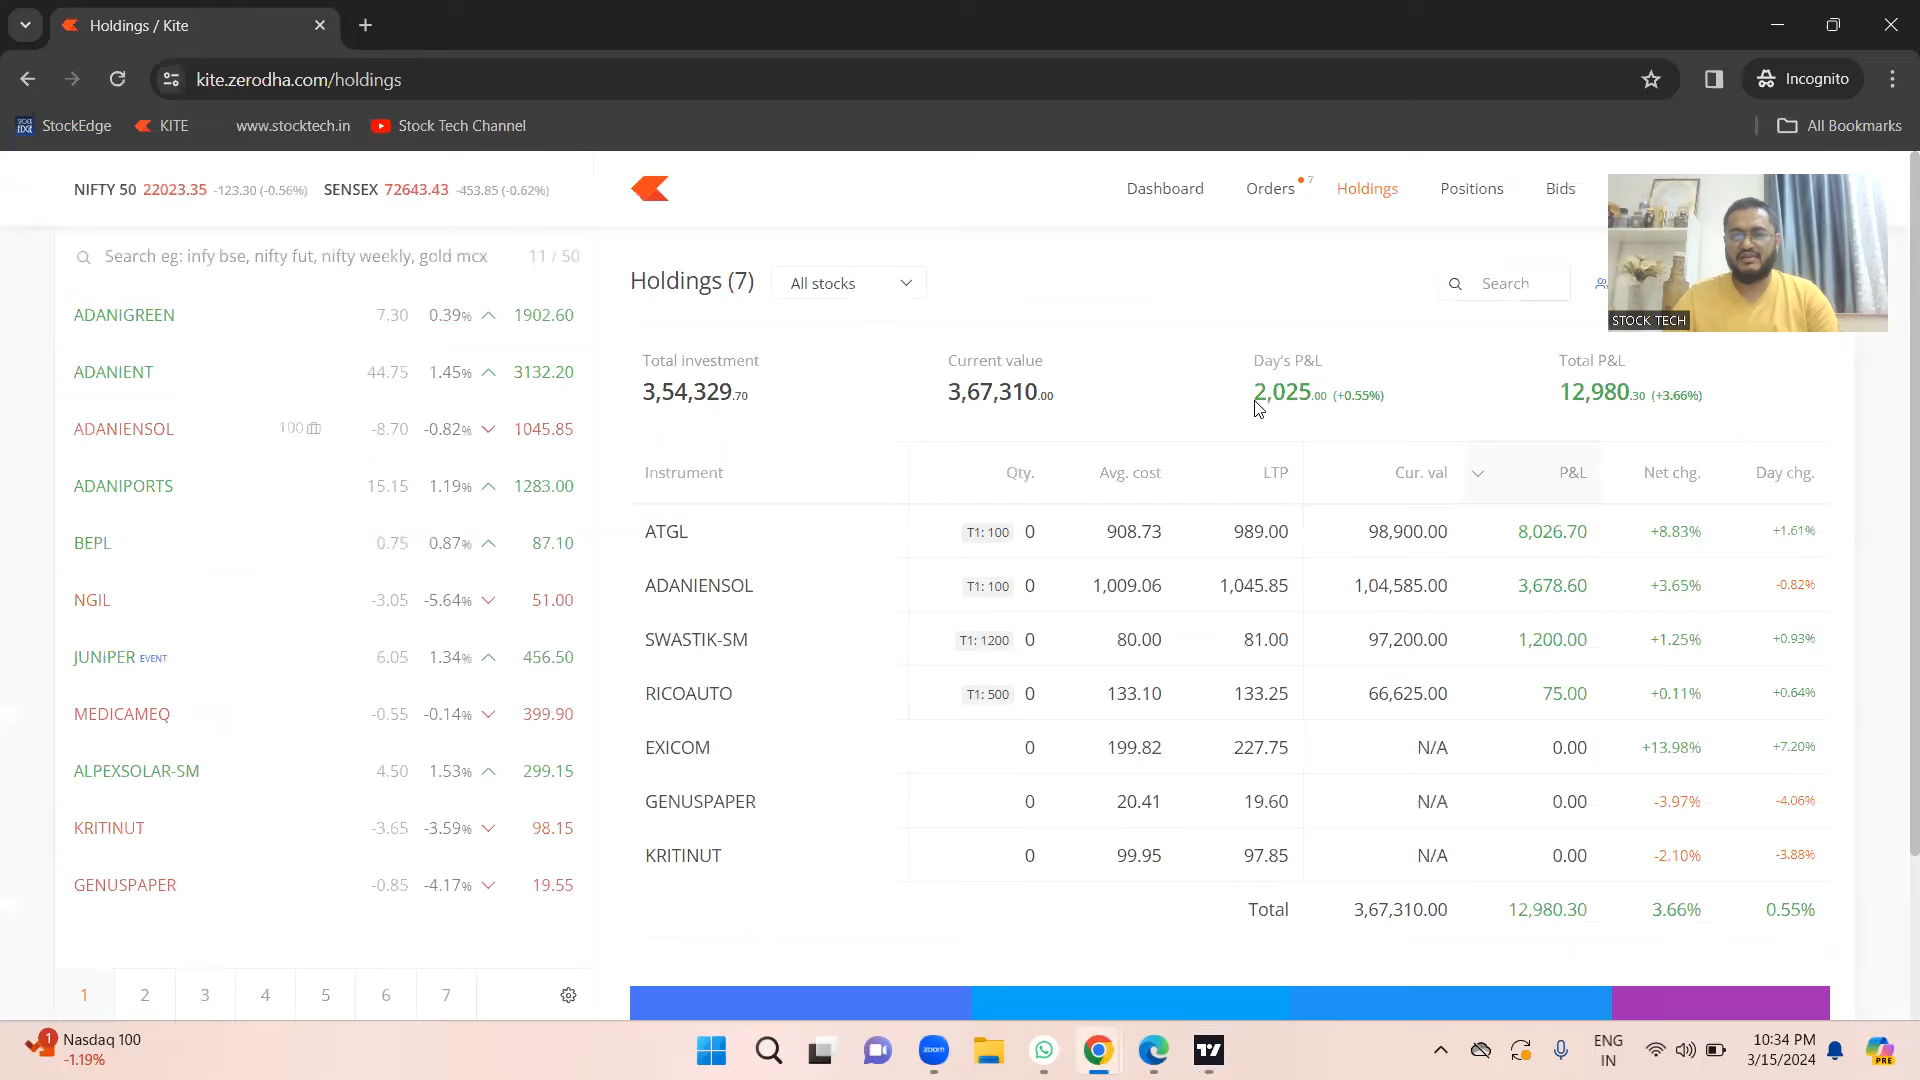 Holdings / Kite
kite.zerodha.com/holdings
Incognito
StockEdge KITE www.stocktech.in Stock Tech Channel All Bookmarks
NIFTY 50 22023.35 -123.30 (-0.56%) SENSEX 72643.43 -453.85 (-0.62%)
Dashboard Orders 7 Holdings Positions Bids
Search eg: infy bse, nifty fut, nifty weekly, gold mcx 11 / 50
ADANIGREEN 7.30 0.39% 1902.60
ADANIENT 44.75 1.45% 3132.20
ADANIENSOL 100 -8.70 -0.82% 1045.85
ADANIPORTS 15.15 1.19% 1283.00
BEPL 0.75 0.87% 87.10
NGIL -3.05 -5.64% 51.00
JUNIPER EVENT 6.05 1.34% 456.50
MEDICAMEQ -0.55 -0.14% 399.90
ALPEXSOLAR-SM 4.50 1.53% 299.15
KRITINUT -3.65 -3.59% 98.15
GENUSPAPER -0.85 -4.17% 19.55
1 2 3 4 5 6 7
Holdings (7) All stocks Search
STOCK TECH
Total investment Current value Day's P&L Total P&L
3,54,329.70 3,67,310.00 2,025.00 (+0.55%) 12,980.30 (+3.66%)
Instrument Qty. Avg. cost LTP Cur. val P&L Net chg. Day chg.
ATGL T1: 100 0 908.73 989.00 98,900.00 8,026.70 +8.83% +1.61%
ADANIENSOL T1: 100 0 1,009.06 1,045.85 1,04,585.00 3,678.60 +3.65% -0.82%
SWASTIK-SM T1: 1200 0 80.00 81.00 97,200.00 1,200.00 +1.25% +0.93%
RICOAUTO T1: 500 0 133.10 133.25 66,625.00 75.00 +0.11% +0.64%
EXICOM 0 199.82 227.75 N/A 0.00 +13.98% +7.20%
GENUSPAPER 0 20.41 19.60 N/A 0.00 -3.97% -4.06%
KRITINUT 0 99.95 97.85 N/A 0.00 -2.10% -3.88%
Total 3,67,310.00 12,980.30 3.66% 0.55%
1 Nasdaq 100
-1.19%
zoom
ENG
IN
10:34 PM
3/15/2024
PRE